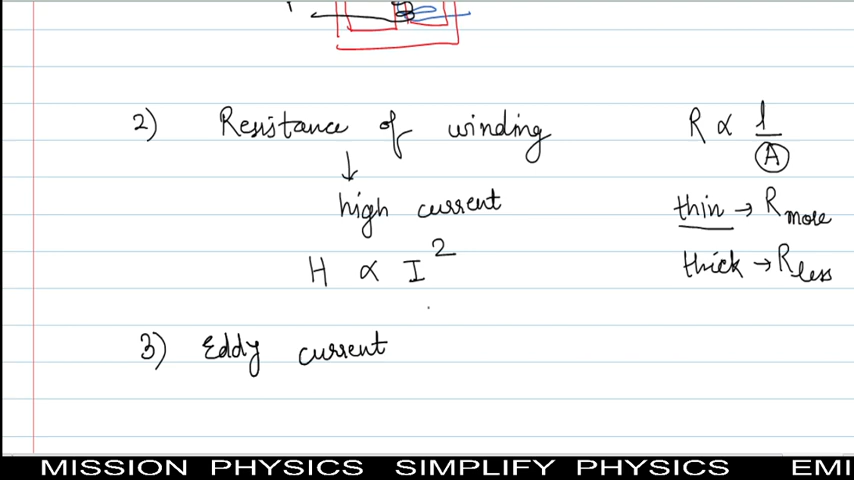 2) Resistance of winding R ∝ l/A
high current thin → R more
H ∝ I² thick → R less
3) Eddy current
MISSION PHYSICS SIMPLIFY PHYSICS EMI